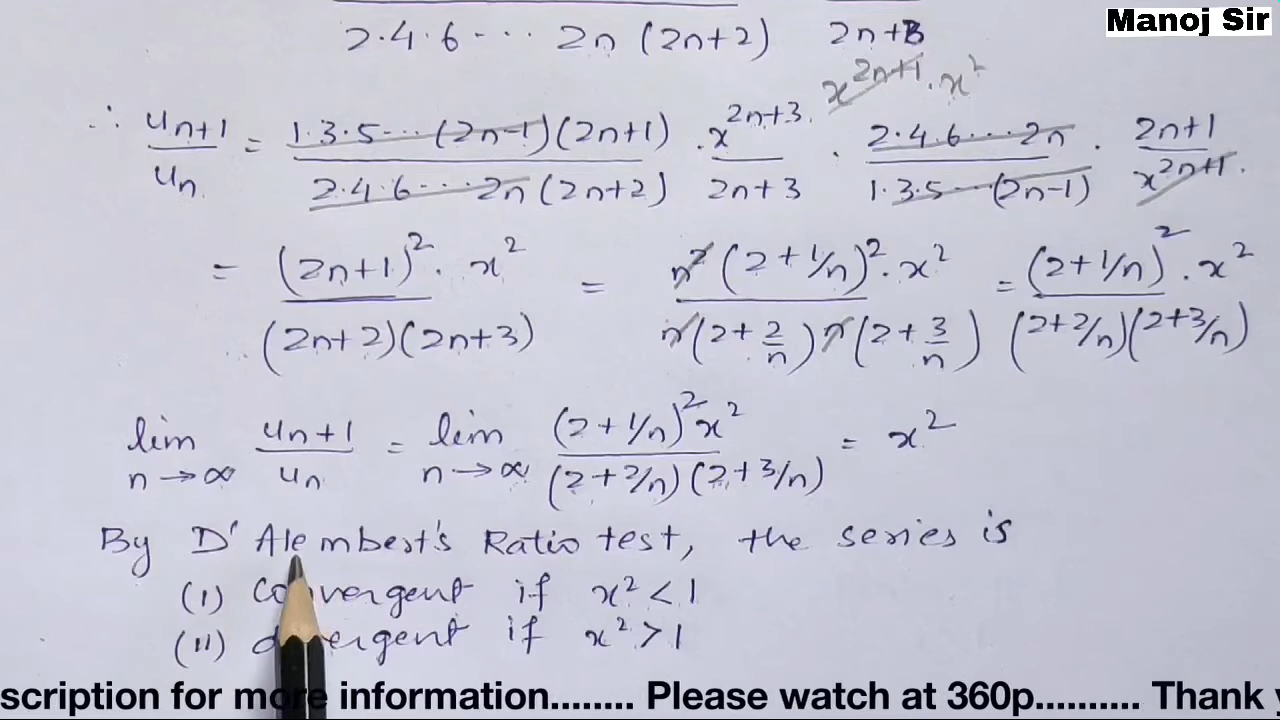 Manoj Sir
2·4·6··· 2n (2n+2) 2n+3
x^{2n+1}·x^2
∴ u_{n+1}/u_n = 1·3·5···(2n-1)(2n+1)/2·4·6···2n(2n+2) · x^{2n+3}/2n+3 · 2·4·6···2n/1·3·5···(2n-1) · 2n+1/x^{2n+1}.
= (2n+1)^2·x^2/(2n+2)(2n+3) = n^2(2+1/n)^2·x^2/n(2+2/n)n(2+3/n) = (2+1/n)^2·x^2/(2+2/n)(2+3/n)
lim n→∞ u_{n+1}/u_n = lim n→∞ (2+1/n)^2x^2/(2+2/n)(2+3/n) = x^2
By D'Alembert's Ratio test, the series is
(I) Convergent if x^2<1
(II) divergent if x^2>1
scription for more information........ Please watch at 360p.......... Thank